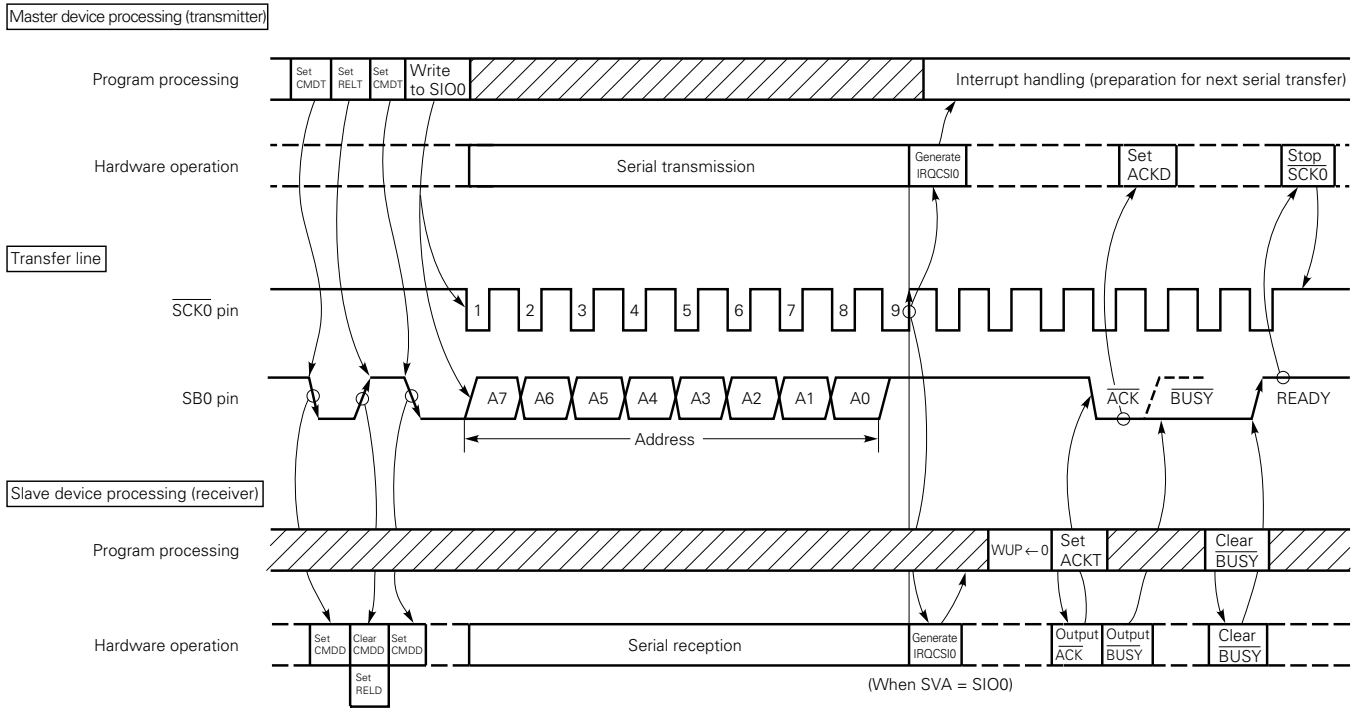 Master device processing (transmitter)
Program processing
Set CMDT
Set RELT
Set CMDT
Write to SIO0
Interrupt handling (preparation for next serial transfer)
Hardware operation
Serial transmission
Generate IRQCSI0
Set ACKD
Stop SCK0
Transfer line
SCK0 pin
1 2 3 4 5 6 7 8 9
SB0 pin
A7 A6 A5 A4 A3 A2 A1 A0
ACK
BUSY
READY
Address
Slave device processing (receiver)
Program processing
WUP ← 0
Set ACKT
Clear BUSY
Hardware operation
Set CMDD
Clear CMDD
Set CMDD
Set RELD
Serial reception
Generate IRQCSI0
Output ACK
Output BUSY
Clear BUSY
(When SVA = SIO0)